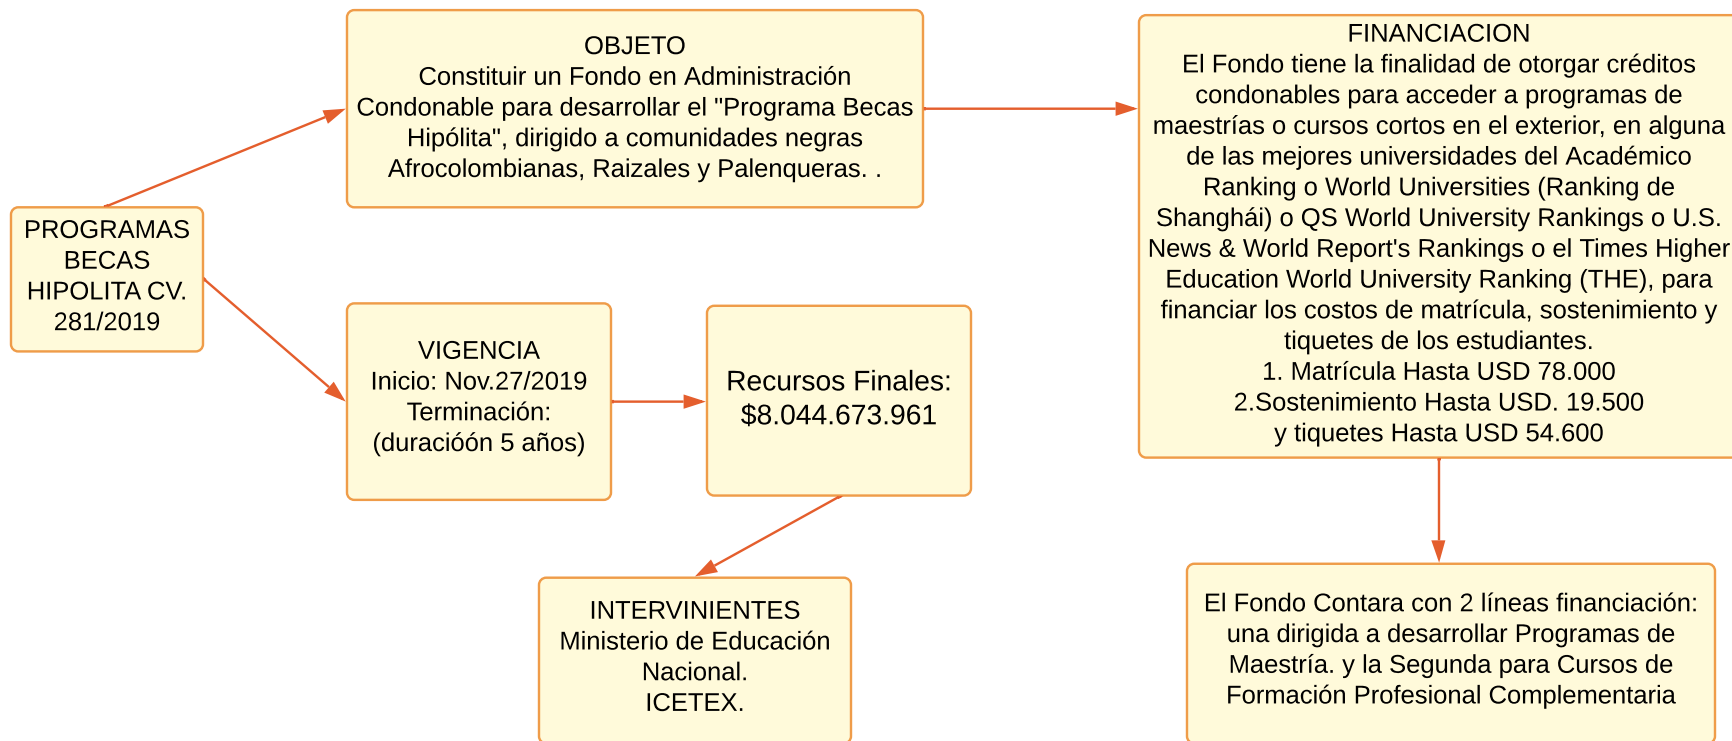 PROGRAMAS
BECAS
HIPOLITA CV.
281/2019
OBJETO
Constituir un Fondo en Administración
Condonable para desarrollar el "Programa Becas
Hipólita", dirigido a comunidades negras
Afrocolombianas, Raizales y Palenqueras. .
FINANCIACION
El Fondo tiene la finalidad de otorgar créditos
condonables para acceder a programas de
maestrías o cursos cortos en el exterior, en alguna
de las mejores universidades del Académico
Ranking o World Universities (Ranking de
Shanghái) o QS World University Rankings o U.S.
News & World Report's Rankings o el Times Higher
Education World University Ranking (THE), para
financiar los costos de matrícula, sostenimiento y
tiquetes de los estudiantes.
1. Matrícula Hasta USD 78.000
2.Sostenimiento Hasta USD. 19.500
y tiquetes Hasta USD 54.600
VIGENCIA
Inicio: Nov.27/2019
Terminación:
(duracióón 5 años)
Recursos Finales:
$8.044.673.961
INTERVINIENTES
Ministerio de Educación
Nacional.
ICETEX.
El Fondo Contara con 2 líneas financiación:
una dirigida a desarrollar Programas de
Maestría. y la Segunda para Cursos de
Formación Profesional Complementaria